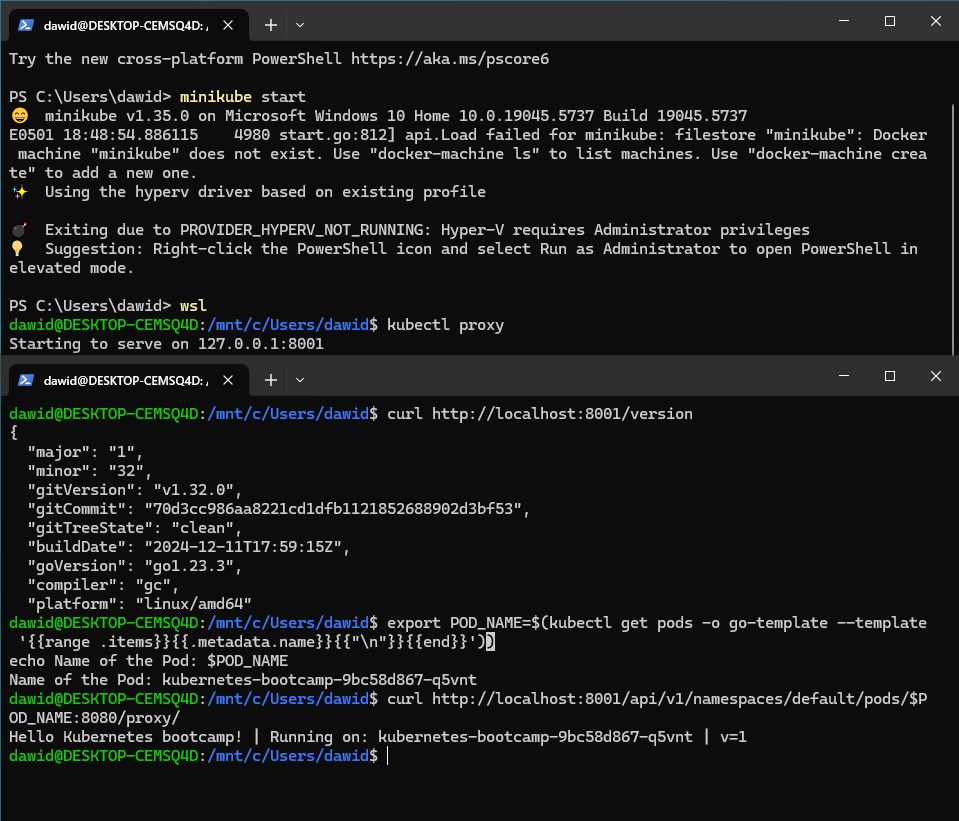 dawid@DESKTOP-CEMSQ4D: /
Try the new cross-platform PowerShell https://aka.ms/pscore6
PS C:\Users\dawid> minikube start
😄  minikube v1.35.0 on Microsoft Windows 10 Home 10.0.19045.5737 Build 19045.5737
E0501 18:48:54.886115    4980 start.go:812] api.Load failed for minikube: filestore "minikube": Docker
 machine "minikube" does not exist. Use "docker-machine ls" to list machines. Use "docker-machine crea
te" to add a new one.
✨  Using the hyperv driver based on existing profile
💣  Exiting due to PROVIDER_HYPERV_NOT_RUNNING: Hyper-V requires Administrator privileges
💡  Suggestion: Right-click the PowerShell icon and select Run as Administrator to open PowerShell in
elevated mode.
PS C:\Users\dawid> wsl
dawid@DESKTOP-CEMSQ4D:/mnt/c/Users/dawid$ kubectl proxy
Starting to serve on 127.0.0.1:8001
dawid@DESKTOP-CEMSQ4D: /
dawid@DESKTOP-CEMSQ4D:/mnt/c/Users/dawid$ curl http://localhost:8001/version
{
  "major": "1",
  "minor": "32",
  "gitVersion": "v1.32.0",
  "gitCommit": "70d3cc986aa8221cd1dfb1121852688902d3bf53",
  "gitTreeState": "clean",
  "buildDate": "2024-12-11T17:59:15Z",
  "goVersion": "go1.23.3",
  "compiler": "gc",
  "platform": "linux/amd64"
dawid@DESKTOP-CEMSQ4D:/mnt/c/Users/dawid$ export POD_NAME=$(kubectl get pods -o go-template --template
 '{{range .items}}{{.metadata.name}}{{"\n"}}{{end}}'))
echo Name of the Pod: $POD_NAME
Name of the Pod: kubernetes-bootcamp-9bc58d867-q5vnt
dawid@DESKTOP-CEMSQ4D:/mnt/c/Users/dawid$ curl http://localhost:8001/api/v1/namespaces/default/pods/$P
OD_NAME:8080/proxy/
Hello Kubernetes bootcamp! | Running on: kubernetes-bootcamp-9bc58d867-q5vnt | v=1
dawid@DESKTOP-CEMSQ4D:/mnt/c/Users/dawid$